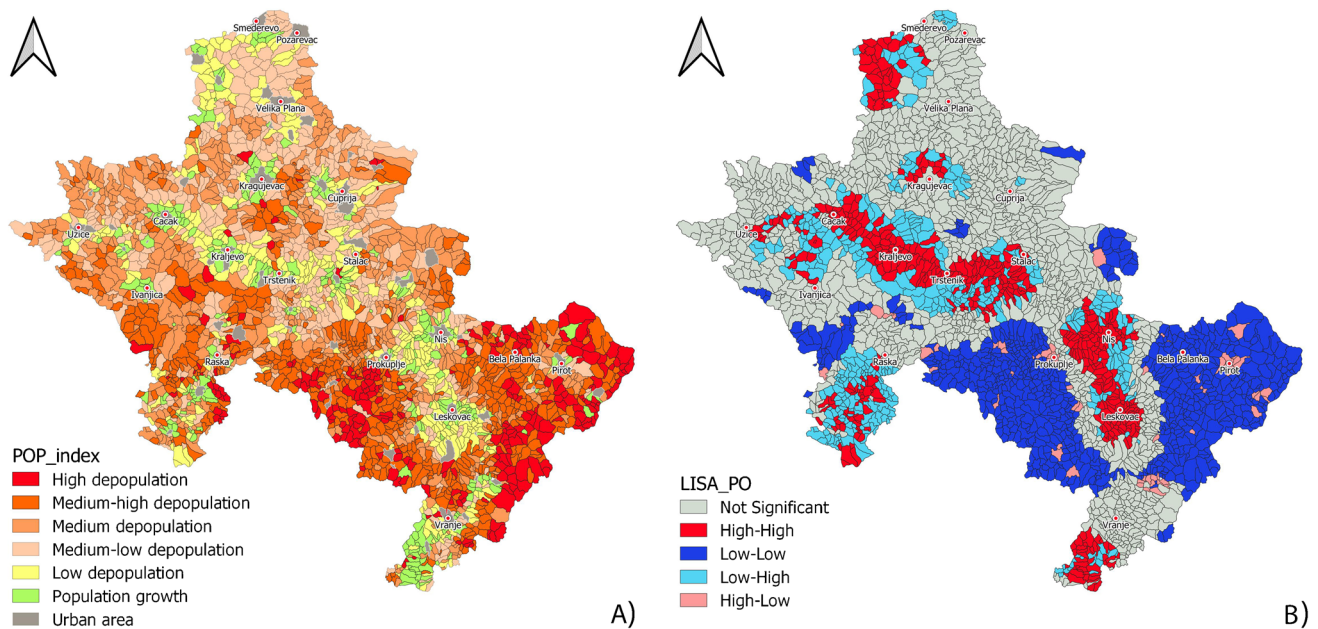 Smederevo
Pozarevac
Velika Plana
Kragujevac
Cuprija
Cacak
Uzice
Kraljevo
Stalac
Trstenik
Ivanjica
Nis
Raska
Prokuplje
Bela Palanka
Pirot
Leskovac
Vranje
POP_index
High depopulation
Medium-high depopulation
Medium depopulation
Medium-low depopulation
Low depopulation
Population growth
Urban area
A)
Smederevo
Pozarevac
Velika Plana
Kragujevac
Cuprija
Cacak
Uzice
Kraljevo
Stalac
Trstenik
Ivanjica
Nis
Raska
Prokuplje
Bela Palanka
Pirot
Leskovac
Vranje
LISA_PO
Not Significant
High-High
Low-Low
Low-High
High-Low
B)